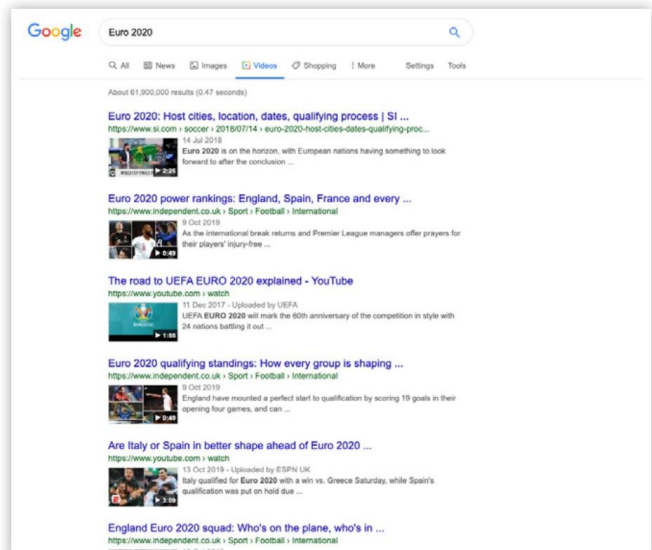 Google
Euro 2020
All News Images Videos Shopping More Settings Tools
About 61,900,000 results (0.47 seconds)
Euro 2020: Host cities, location, dates, qualifying process | SI ...
https://www.si.com › soccer › 2018/07/14 › euro-2020-host-cities-dates-qualifying-proc...
14 Jul 2018
Euro 2020 is on the horizon, with European nations having something to look
forward to after the conclusion ...
2:25
Euro 2020 power rankings: England, Spain, France and every ...
https://www.independent.co.uk › Sport › Football › International
9 Oct 2019
As the international break returns and Premier League managers offer prayers for
their players' injury-free ...
0:49
The road to UEFA EURO 2020 explained - YouTube
https://www.youtube.com › watch
11 Dec 2017 - Uploaded by UEFA
UEFA EURO 2020 will mark the 60th anniversary of the competition in style with
24 nations battling it out ...
1:55
Euro 2020 qualifying standings: How every group is shaping ...
https://www.independent.co.uk › Sport › Football › International
9 Oct 2019
England have mounted a perfect start to qualification by scoring 19 goals in their
opening four games, and can ...
0:49
Are Italy or Spain in better shape ahead of Euro 2020 ...
https://www.youtube.com › watch
13 Oct 2019 - Uploaded by ESPN UK
Italy qualified for Euro 2020 with a win vs. Greece Saturday, while Spain's
qualification was put on hold due ...
3:09
England Euro 2020 squad: Who's on the plane, who's in ...
https://www.independent.co.uk › Sport › Football › International